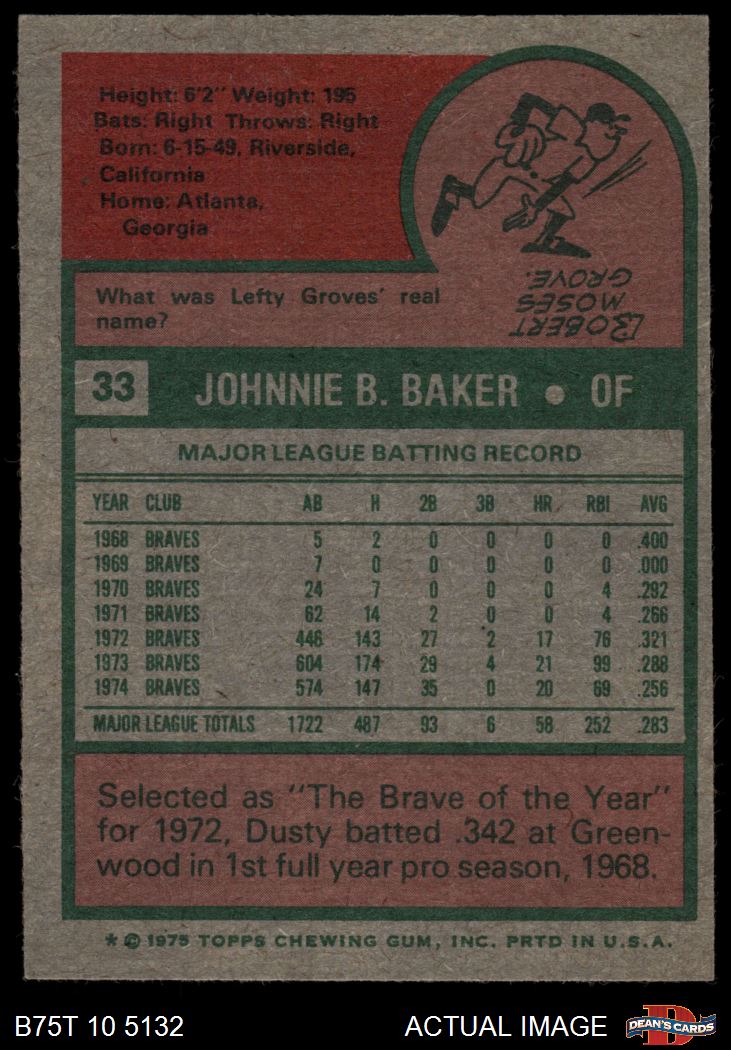 Height: 6'2" Weight: 195
Bats: Right Throws: Right
Born: 6-15-49, Riverside,
California
Home: Atlanta,
Georgia
What was Lefty Groves' real
name?
ROBERT
MOSES
GROVE.
33 JOHNNIE B. BAKER • OF
MAJOR LEAGUE BATTING RECORD
YEAR CLUB AB H 2B 3B HR RBI AVG
1968 BRAVES 5 2 0 0 0 0 .400
1969 BRAVES 7 0 0 0 0 0 .000
1970 BRAVES 24 7 0 0 0 4 .292
1971 BRAVES 62 14 2 0 0 4 .266
1972 BRAVES 446 143 27 2 17 76 .321
1973 BRAVES 604 174 29 4 21 99 .288
1974 BRAVES 574 147 35 0 20 69 .256
MAJOR LEAGUE TOTALS 1722 487 93 6 58 252 .283
Selected as "The Brave of the Year"
for 1972, Dusty batted .342 at Green-
wood in 1st full year pro season, 1968.
* © 1975 TOPPS CHEWING GUM, INC. PRTD IN U.S.A.
B75T 10 5132 ACTUAL IMAGE DEAN'S CARDS